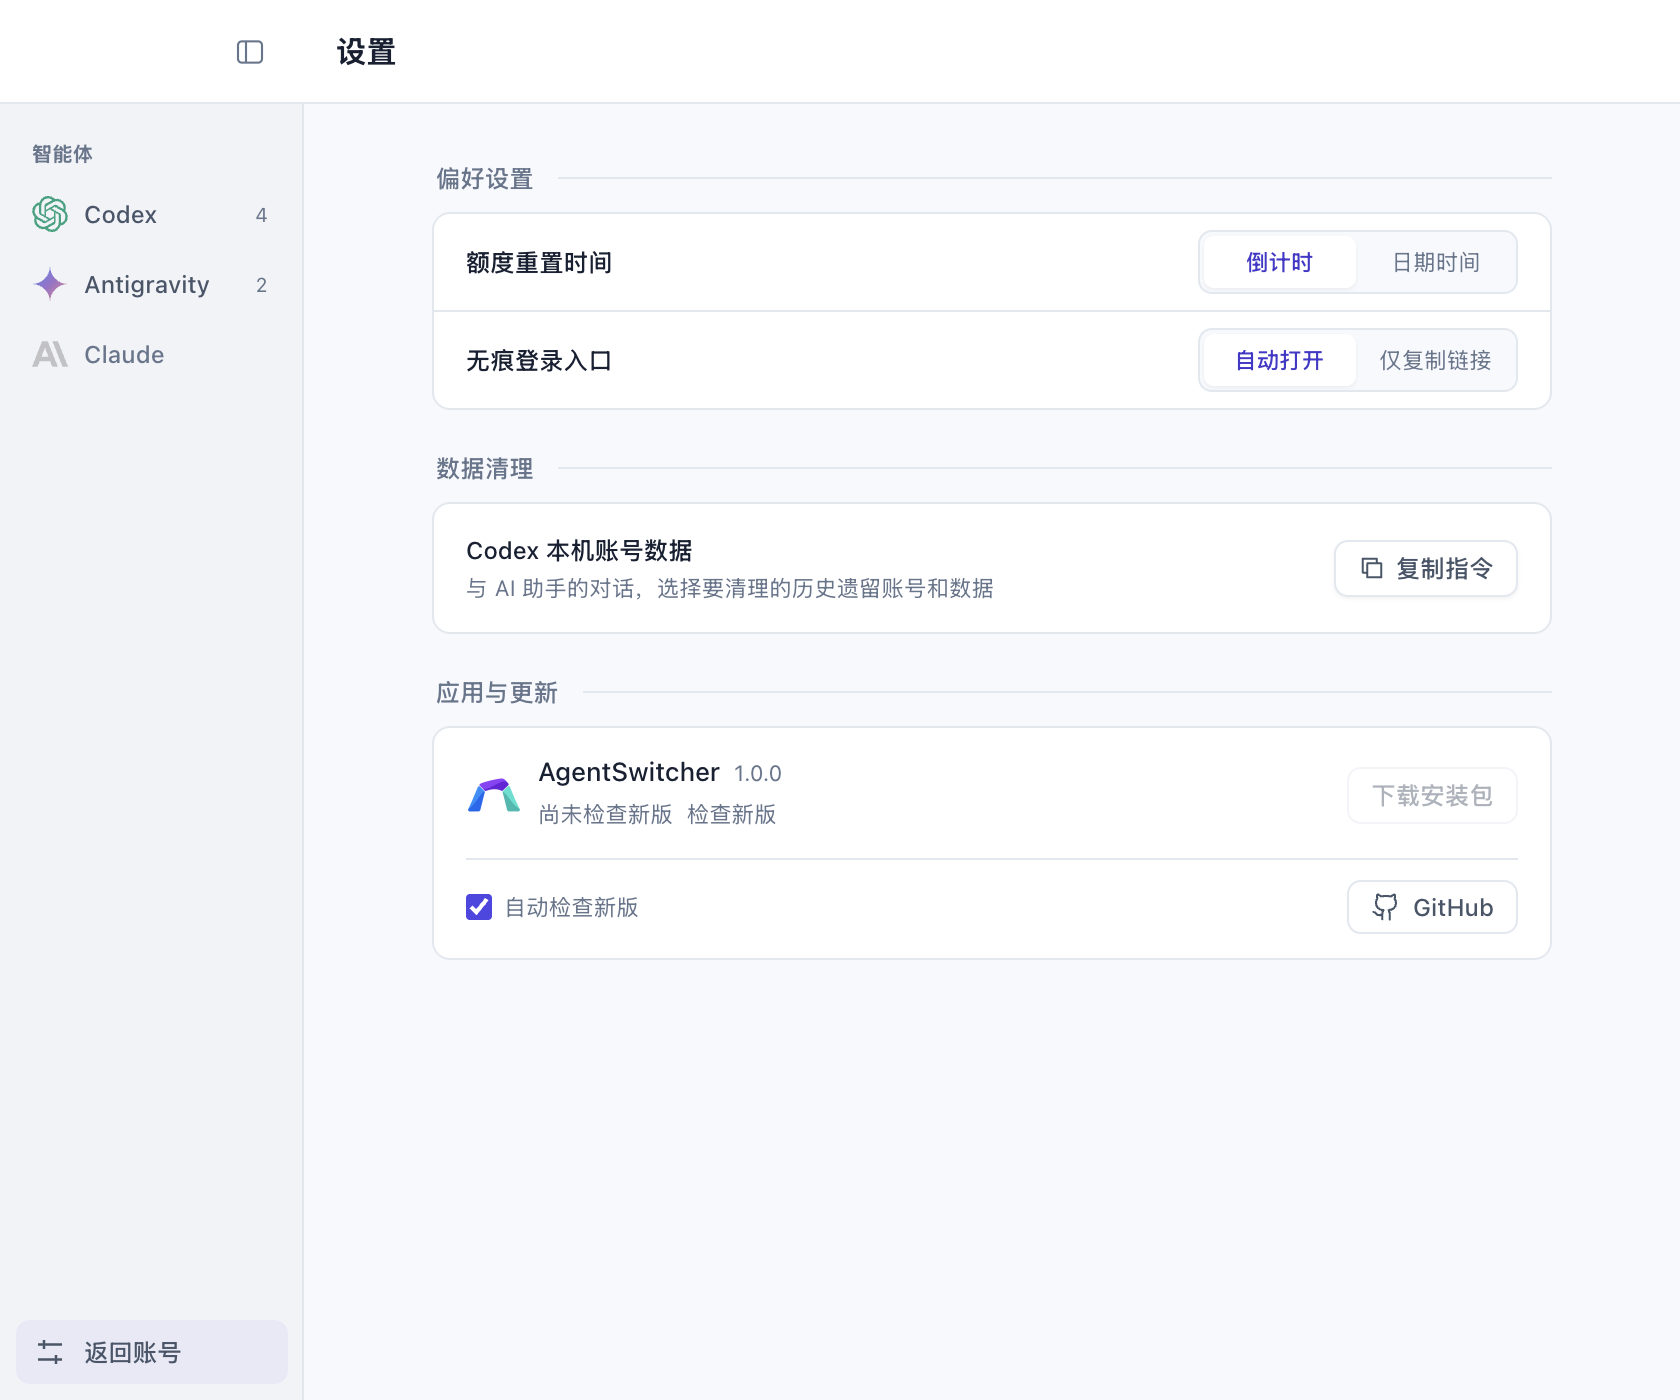 设置
智能体
Codex 4
Antigravity 2
Claude
返回账号
偏好设置
额度重置时间 倒计时 日期时间
无痕登录入口 自动打开 仅复制链接
数据清理
Codex 本机账号数据
与 AI 助手的对话，选择要清理的历史遗留账号和数据
复制指令
应用与更新
AgentSwitcher 1.0.0
尚未检查新版 检查新版
下载安装包
自动检查新版
GitHub